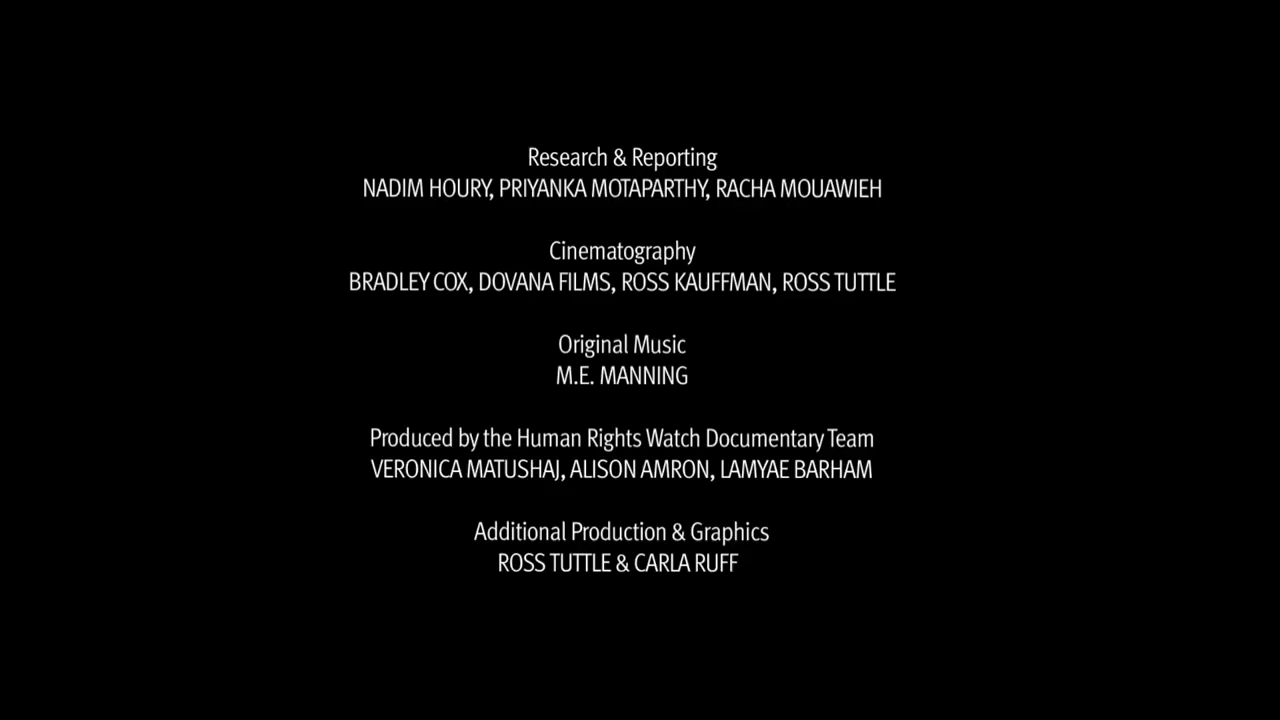 Research & Reporting
NADIM HOURY, PRIYANKA MOTAPARTHY, RACHA MOUAWIEH
Cinematography
BRADLEY COX, DOVANA FILMS, ROSS KAUFFMAN, ROSS TUTTLE
Original Music
M.E. MANNING
Produced by the Human Rights Watch Documentary Team
VERONICA MATUSHAJ, ALISON AMRON, LAMYAE BARHAM
Additional Production & Graphics
ROSS TUTTLE & CARLA RUFF